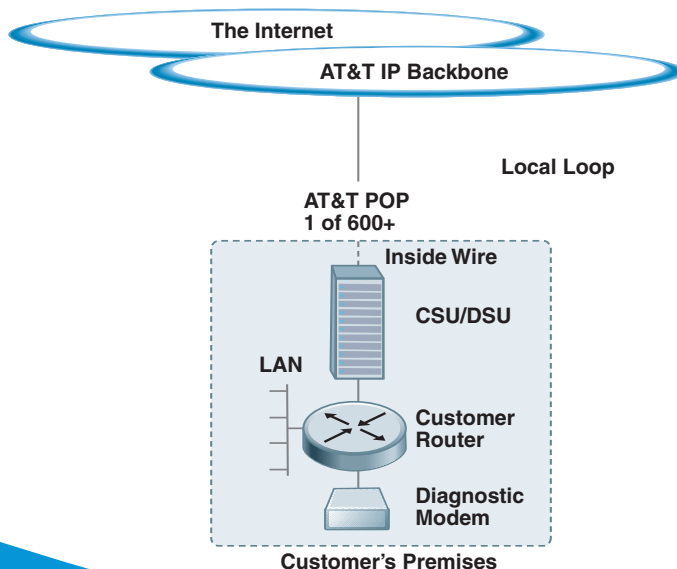 The Internet
AT&T IP Backbone
Local Loop
AT&T POP
1 of 600+
Inside Wire
CSU/DSU
LAN
Customer
Router
Diagnostic
Modem
Customer's Premises